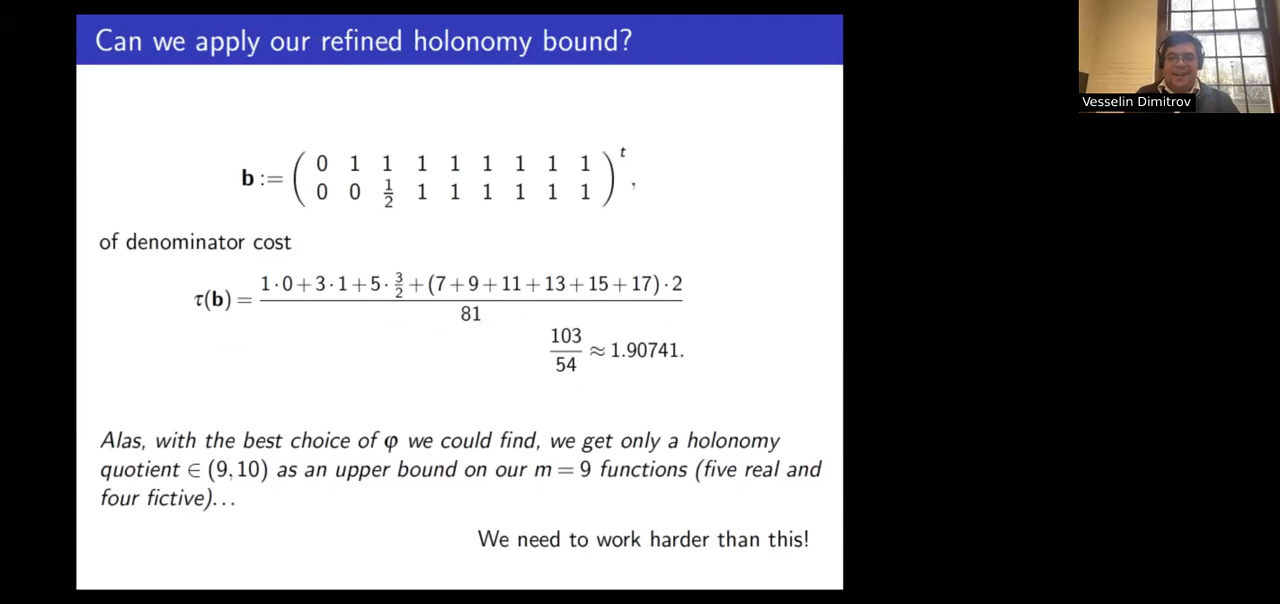 Can we apply our refined holonomy bound?
Vesselin Dimitrov
b := ( 0 1 1 1 1 1 1 1 1
0 0 1/2 1 1 1 1 1 1 )^t,
of denominator cost
τ(b) = (1·0+3·1+5·3/2+(7+9+11+13+15+17)·2)/81
103/54 ≈ 1.90741.
Alas, with the best choice of φ we could find, we get only a holonomy
quotient ∈ (9,10) as an upper bound on our m = 9 functions (five real and
four fictive)...
We need to work harder than this!